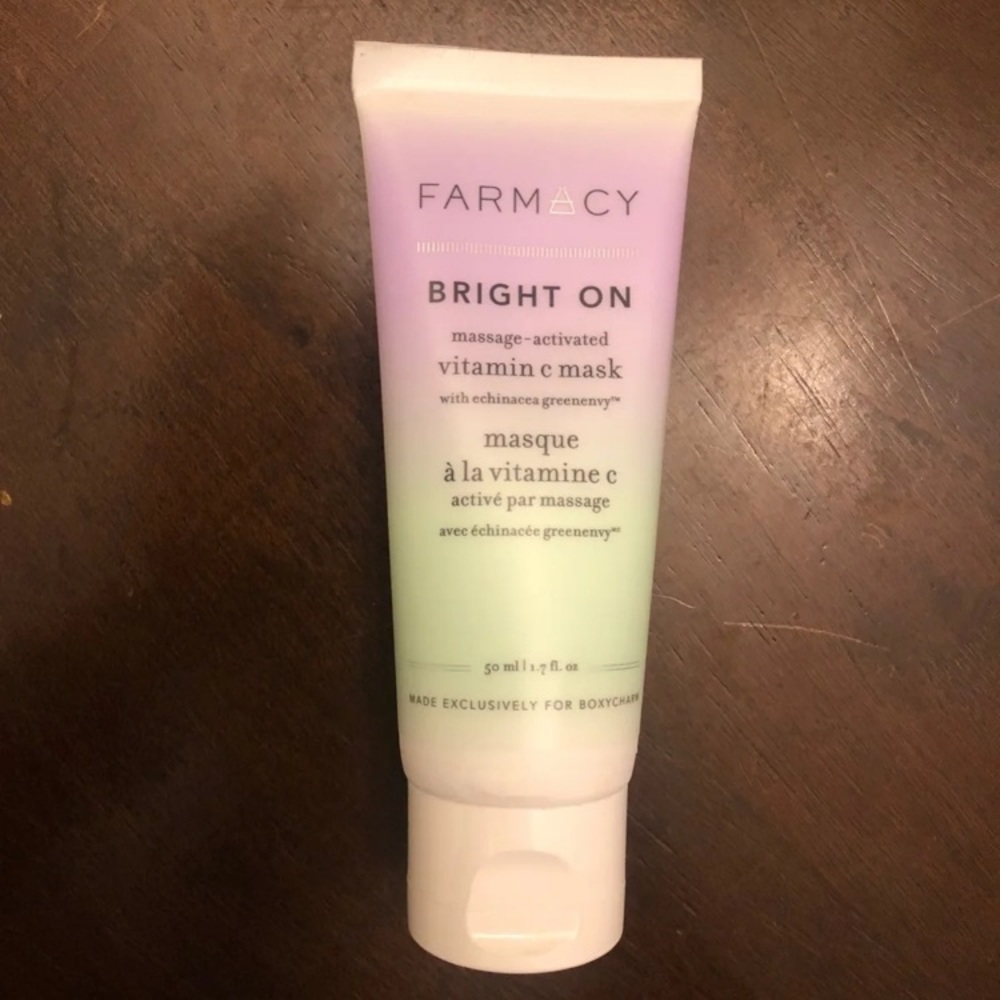 FARMACY
BRIGHT ON
massage-activated
vitamin c mask
with echinacea greenenvy™
masque
à la vitamine c
activé par massage
avec échinacée greenenvyᴹᶜ
50 ml | 1.7 fl. oz
MADE EXCLUSIVELY FOR BOXYCHARM